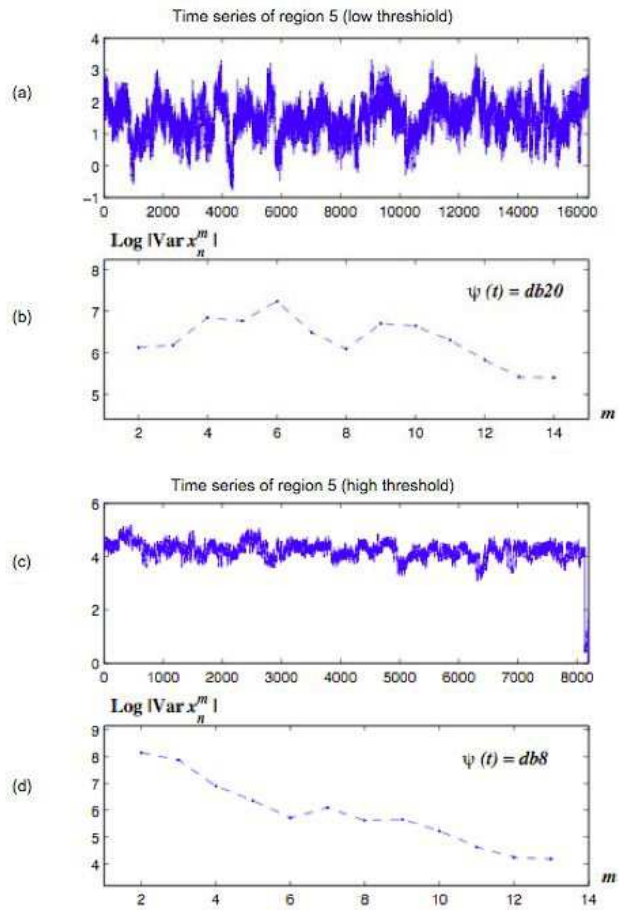 Time series of region 5 (low threshiold)
(a)
4
3
2
1
0
−1
0 2000 4000 6000 8000 10000 12000 14000 16000
Log |Var x_n^m|
(b)
8
7
6
5
ψ (t) = db20
2 4 6 8 10 12 14
m
Time series of region 5 (high threshold)
(c)
6
4
2
0
0 1000 2000 3000 4000 5000 6000 7000 8000
Log |Var x_n^m|
(d)
9
8
7
6
5
4
ψ (t) = db8
2 4 6 8 10 12 14
m